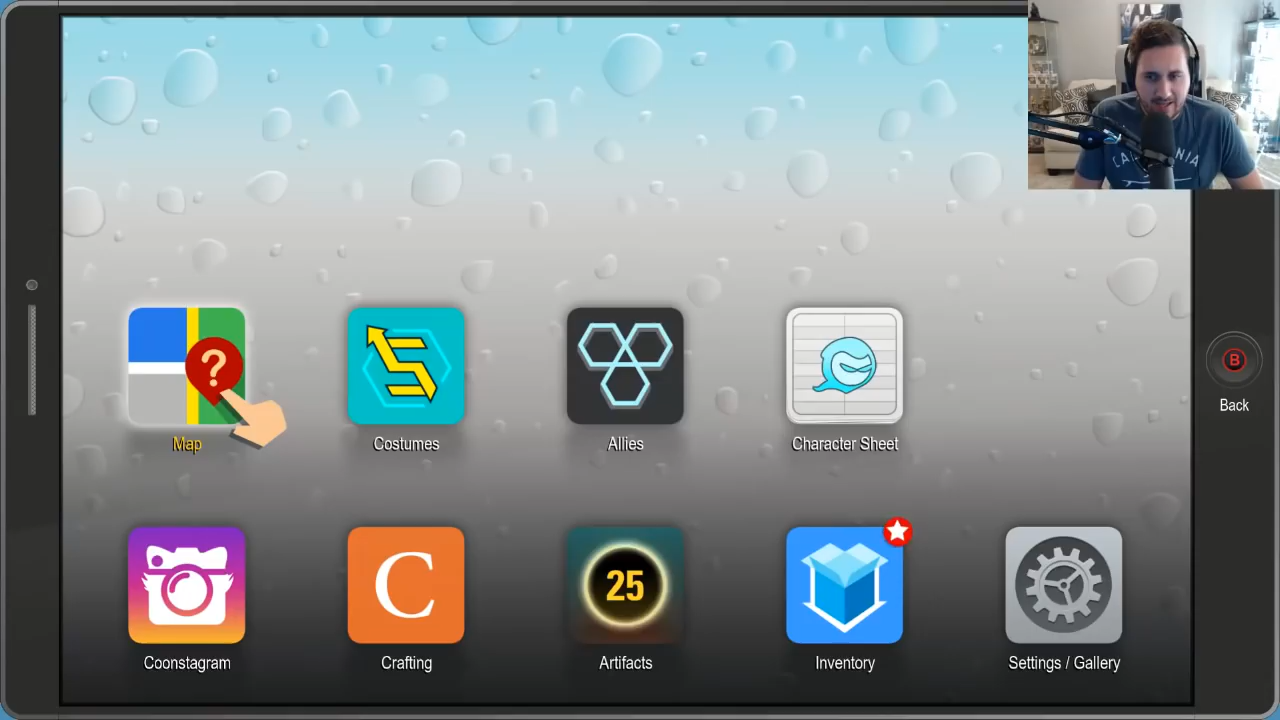 ?
Map
Costumes
Allies
Character Sheet
B
Back
C
25
Coonstagram
Crafting
Artifacts
Inventory
Settings / Gallery